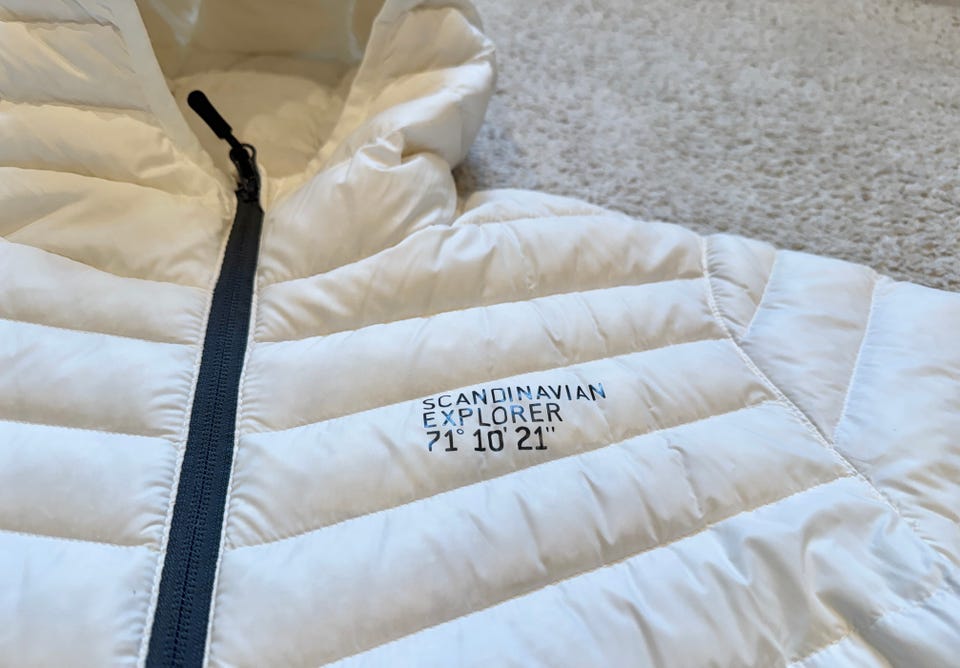 SCANDINAVIAN
EXPLORER
71° 10' 21"